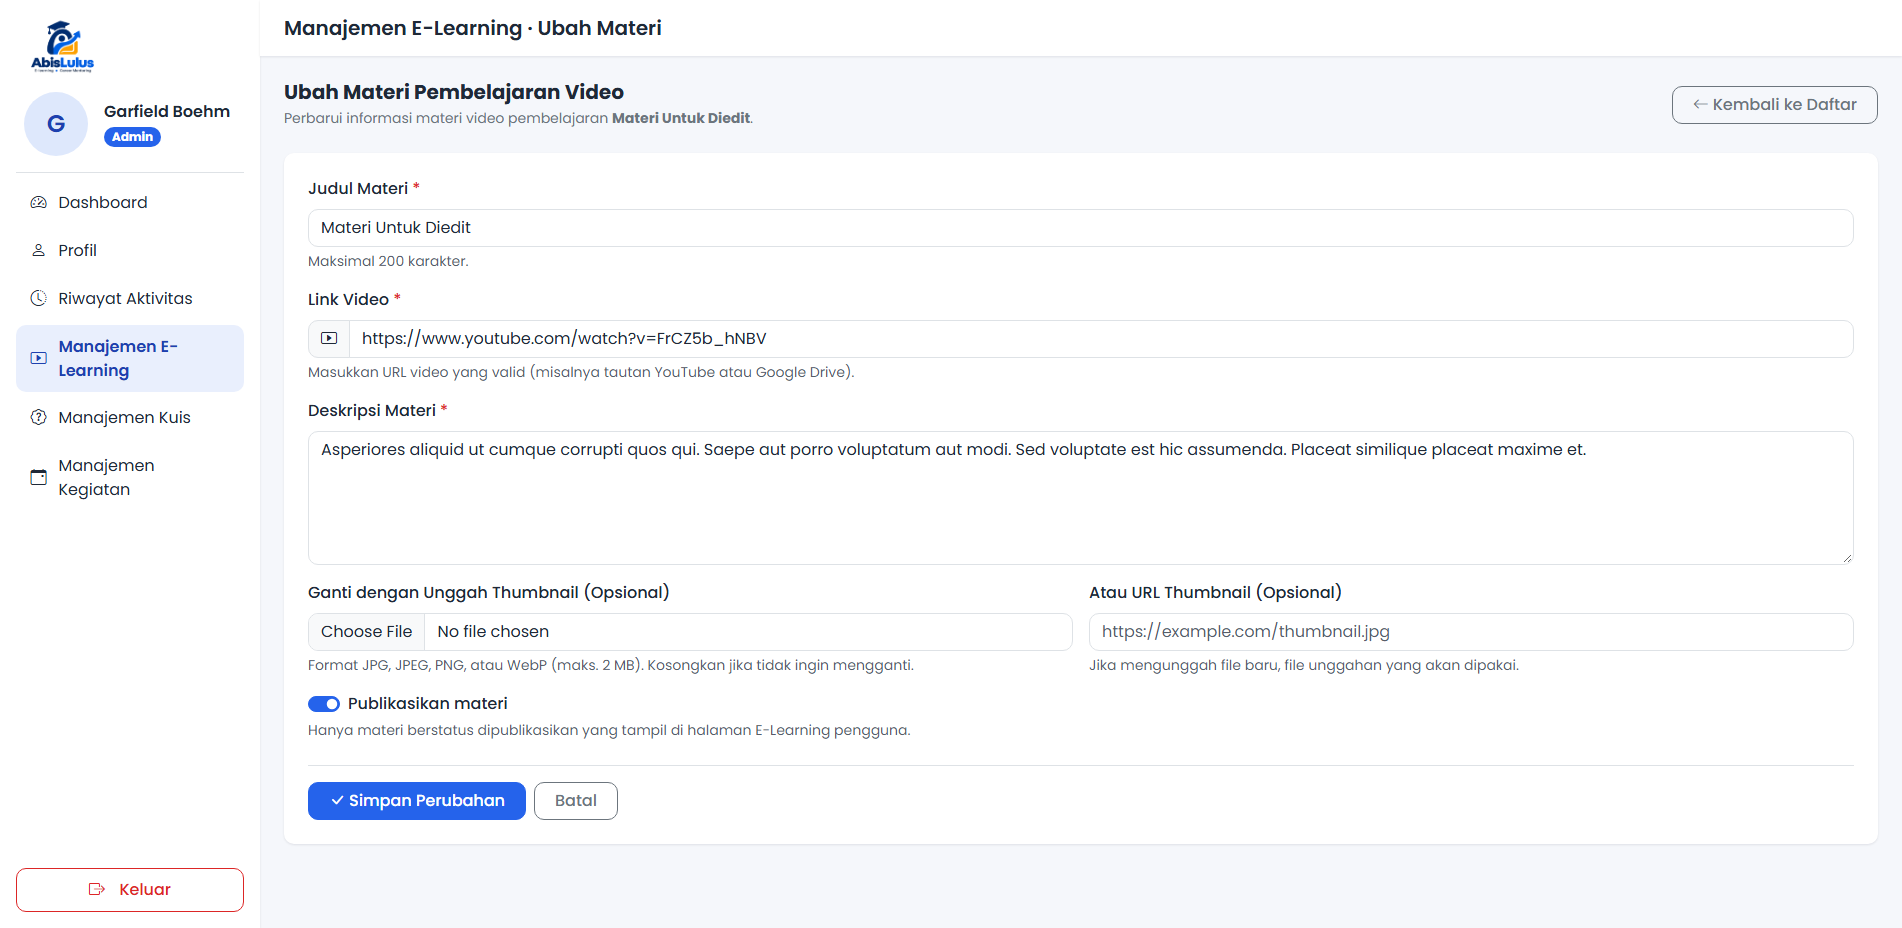 AbisLulus
G
Garfield Boehm
Admin
Dashboard
Profil
Riwayat Aktivitas
Manajemen E-
Learning
Manajemen Kuis
Manajemen
Kegiatan
Keluar
Manajemen E-Learning · Ubah Materi
Ubah Materi Pembelajaran Video
Perbarui informasi materi video pembelajaran Materi Untuk Diedit.
← Kembali ke Daftar
Judul Materi *
Materi Untuk Diedit
Maksimal 200 karakter.
Link Video *
https://www.youtube.com/watch?v=FrCZ5b_hNBV
Masukkan URL video yang valid (misalnya tautan YouTube atau Google Drive).
Deskripsi Materi *
Asperiores aliquid ut cumque corrupti quos qui. Saepe aut porro voluptatum aut modi. Sed voluptate est hic assumenda. Placeat similique placeat maxime et.
Ganti dengan Unggah Thumbnail (Opsional)
Choose File No file chosen
Format JPG, JPEG, PNG, atau WebP (maks. 2 MB). Kosongkan jika tidak ingin mengganti.
Atau URL Thumbnail (Opsional)
https://example.com/thumbnail.jpg
Jika mengunggah file baru, file unggahan yang akan dipakai.
Publikasikan materi
Hanya materi berstatus dipublikasikan yang tampil di halaman E-Learning pengguna.
Simpan Perubahan
Batal